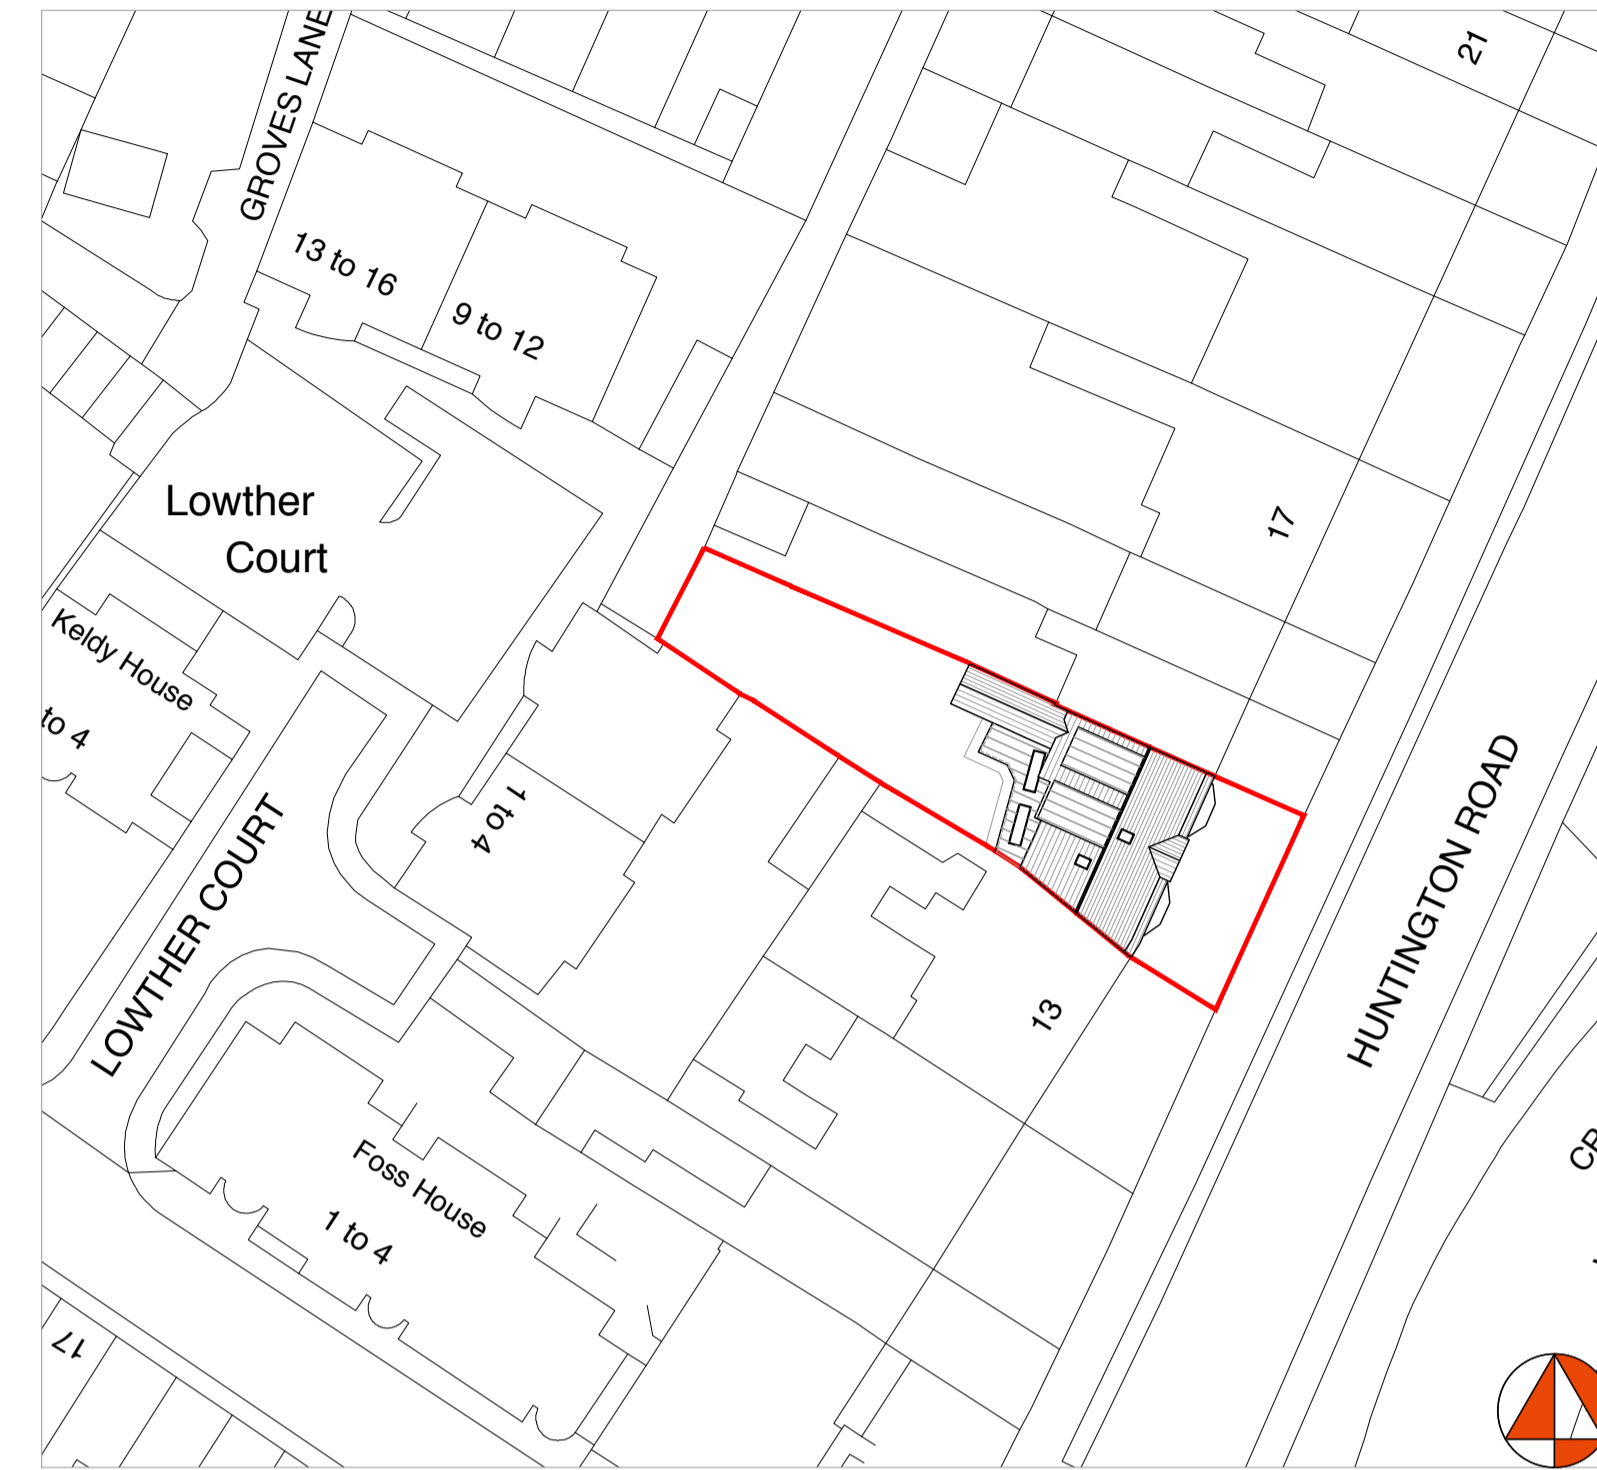 GROVES LANE
21
13 to 16
9 to 12
Lowther
Court
17
Keldy House
to 4
1 to 4
LOWTHER COURT
HUNTINGTON ROAD
13
Foss House
1 to 4
17